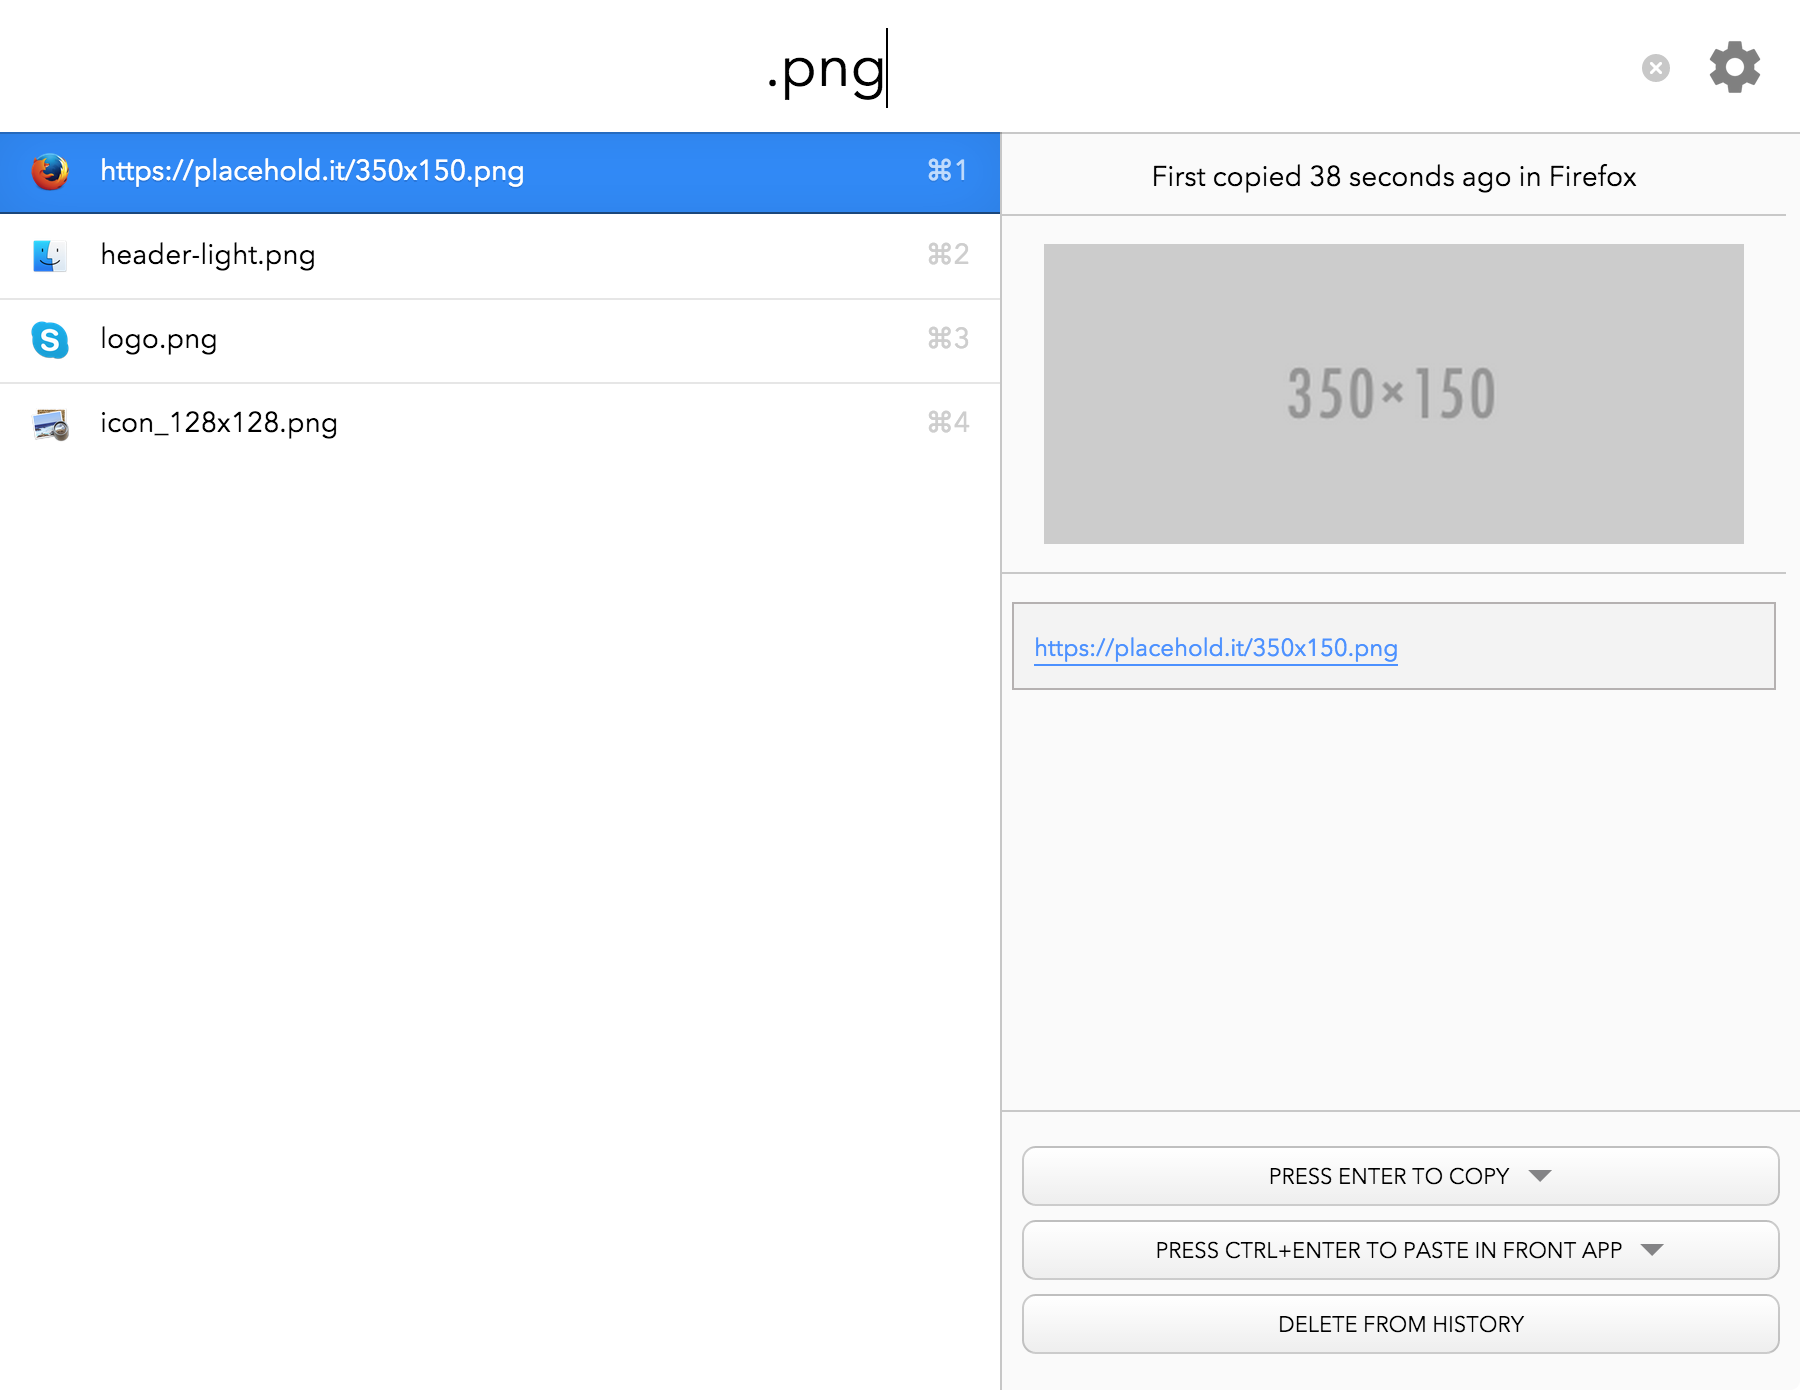 .png
https://placehold.it/350x150.png ⌘1
header-light.png ⌘2
logo.png ⌘3
icon_128x128.png ⌘4
First copied 38 seconds ago in Firefox
350×150
https://placehold.it/350x150.png
PRESS ENTER TO COPY
PRESS CTRL+ENTER TO PASTE IN FRONT APP
DELETE FROM HISTORY